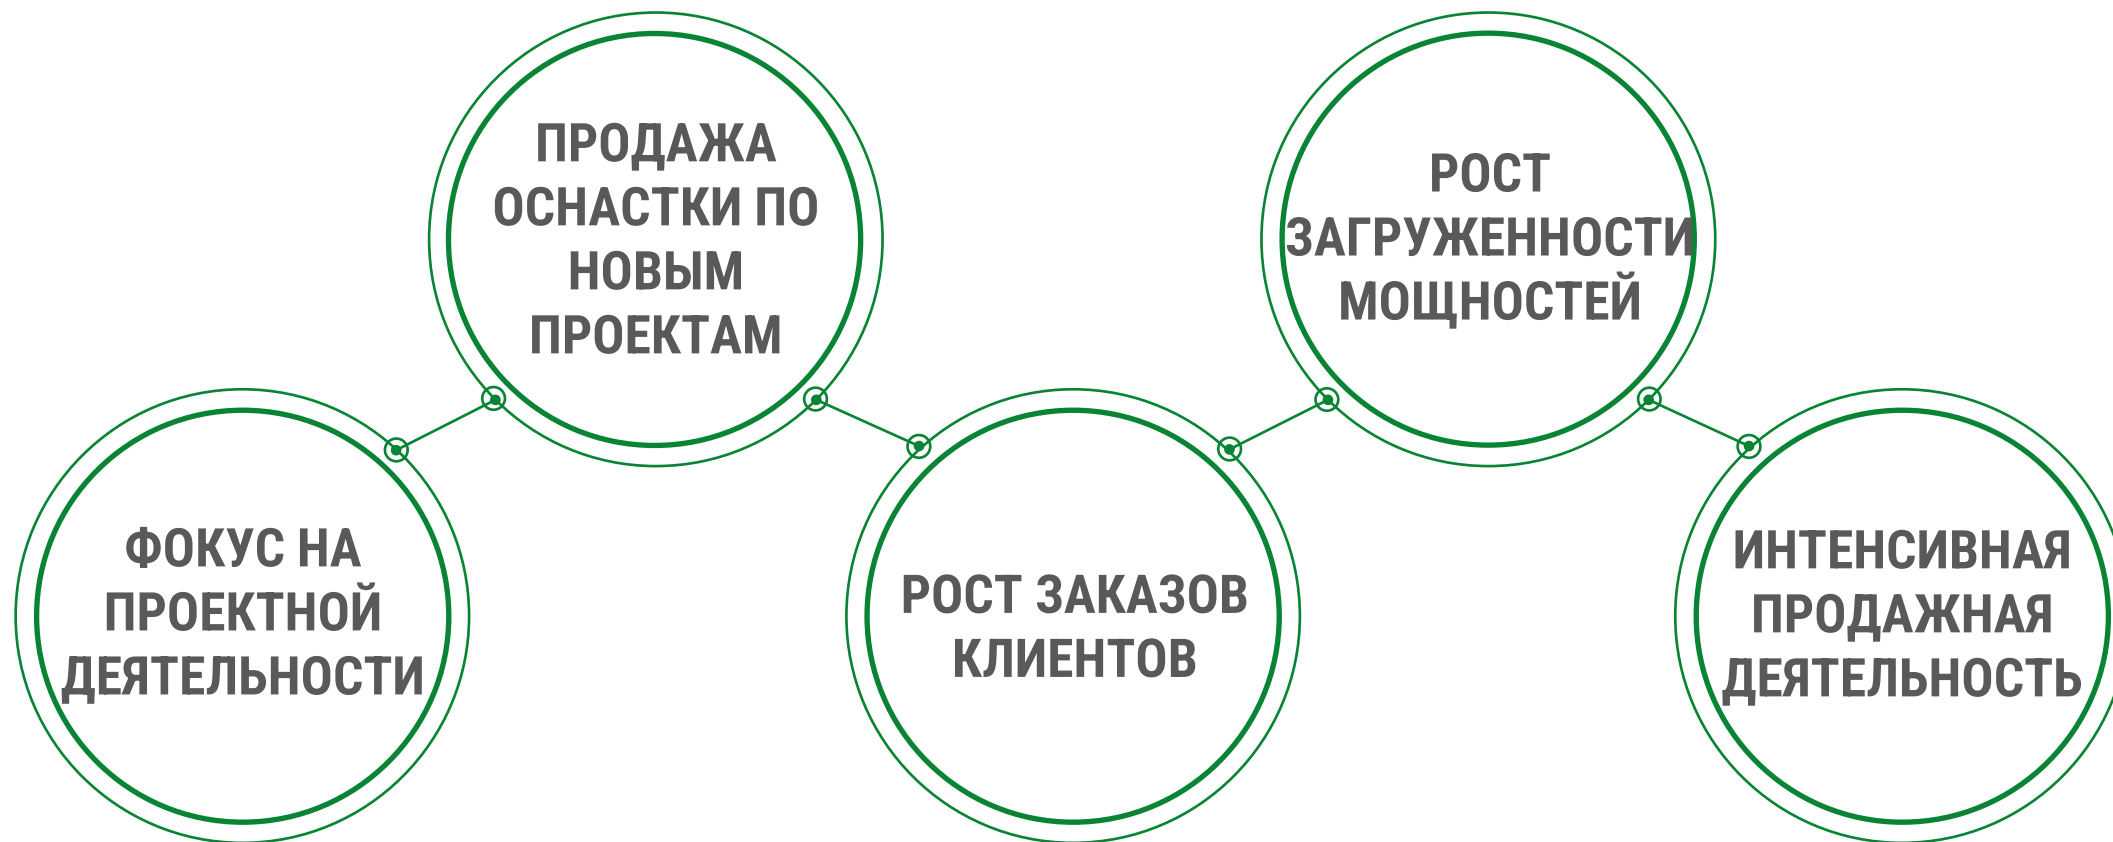 ФОКУС НА
ПРОЕКТНОЙ
ДЕЯТЕЛЬНОСТИ
ПРОДАЖА
ОСНАСТКИ ПО
НОВЫМ
ПРОЕКТАМ
РОСТ ЗАКАЗОВ
КЛИЕНТОВ
РОСТ
ЗАГРУЖЕННОСТИ
МОЩНОСТЕЙ
ИНТЕНСИВНАЯ
ПРОДАЖНАЯ
ДЕЯТЕЛЬНОСТЬ